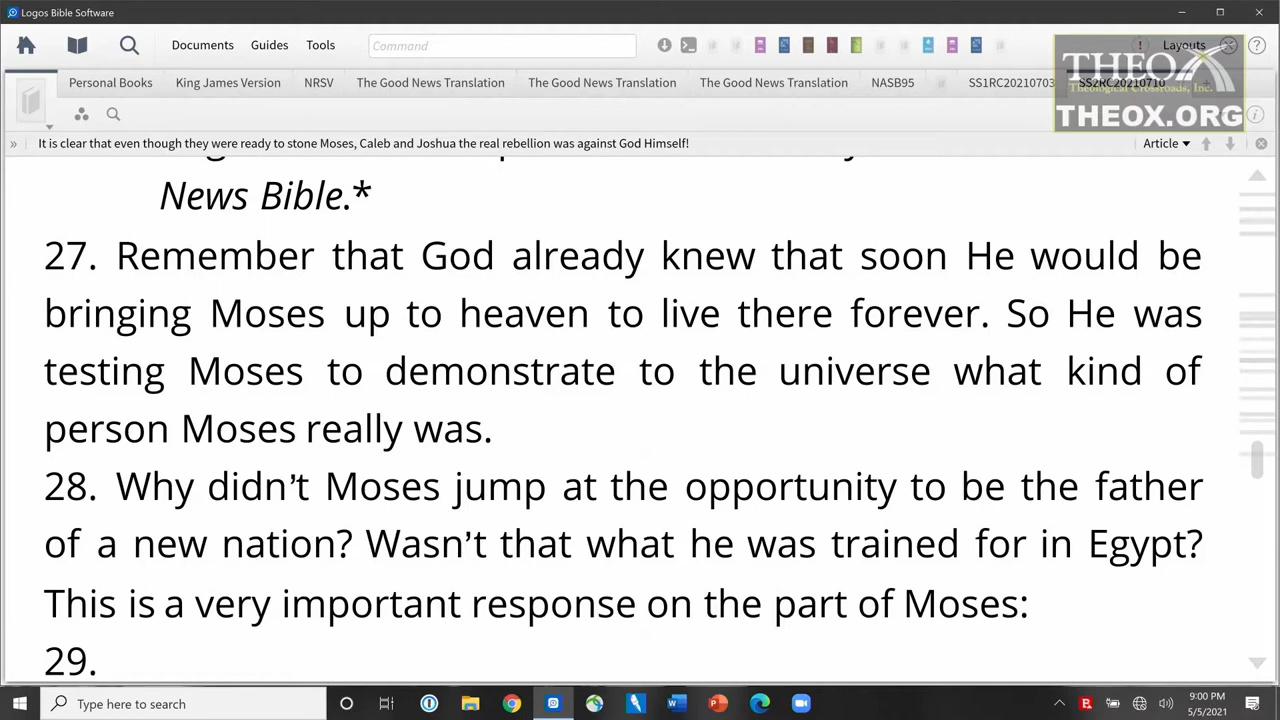 Logos Bible Software
Documents Guides Tools Command Layouts
THEOX
Theological Crossroads, Inc.
THEOX.ORG
Personal Books King James Version NRSV The Good News Translation The Good News Translation The Good News Translation NASB95 SS1RC20210703 SS2RC20210710
» It is clear that even though they were ready to stone Moses, Caleb and Joshua the real rebellion was against God Himself! Article
News Bible.*
27. Remember that God already knew that soon He would be
bringing Moses up to heaven to live there forever. So He was
testing Moses to demonstrate to the universe what kind of
person Moses really was.
28. Why didn’t Moses jump at the opportunity to be the father
of a new nation? Wasn’t that what he was trained for in Egypt?
This is a very important response on the part of Moses:
29.
Type here to search
9:00 PM
5/5/2021